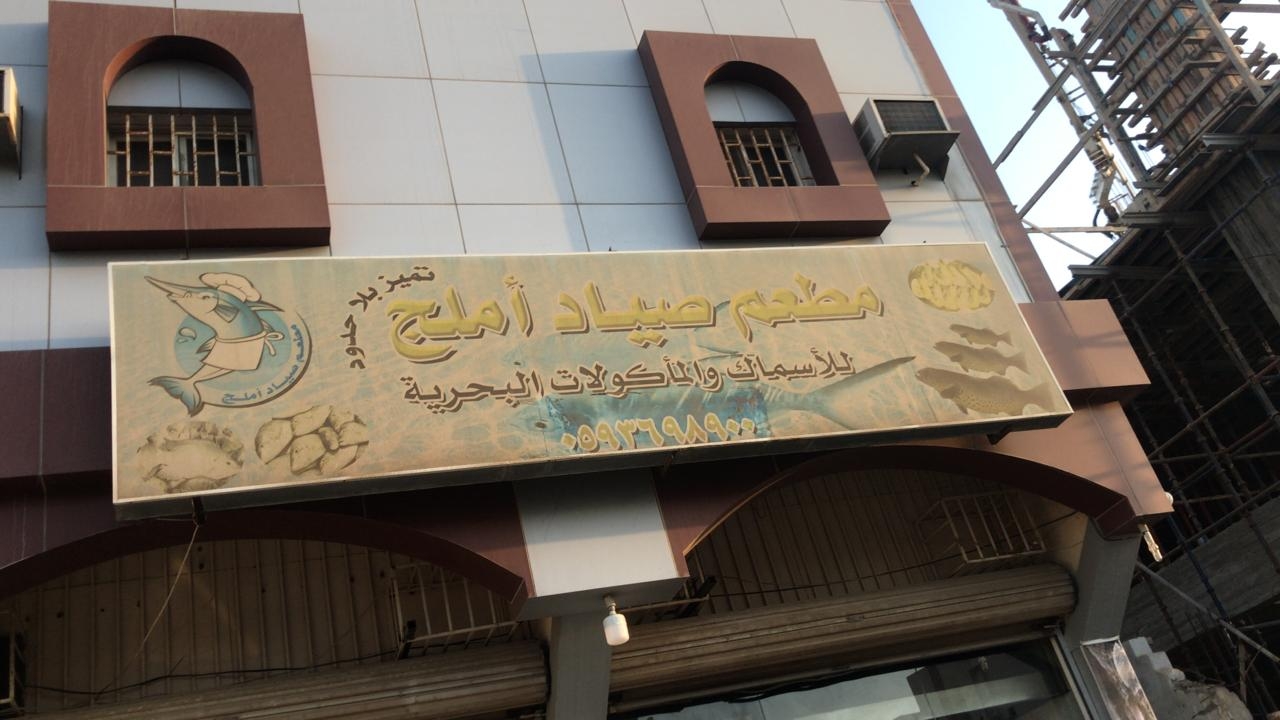 مطعم صياد أملج
تميز بلا حدود
للأسماك والمأكولات البحرية
٠٥٩٣٦٩٨٩٠٠
مطعم صياد أملج